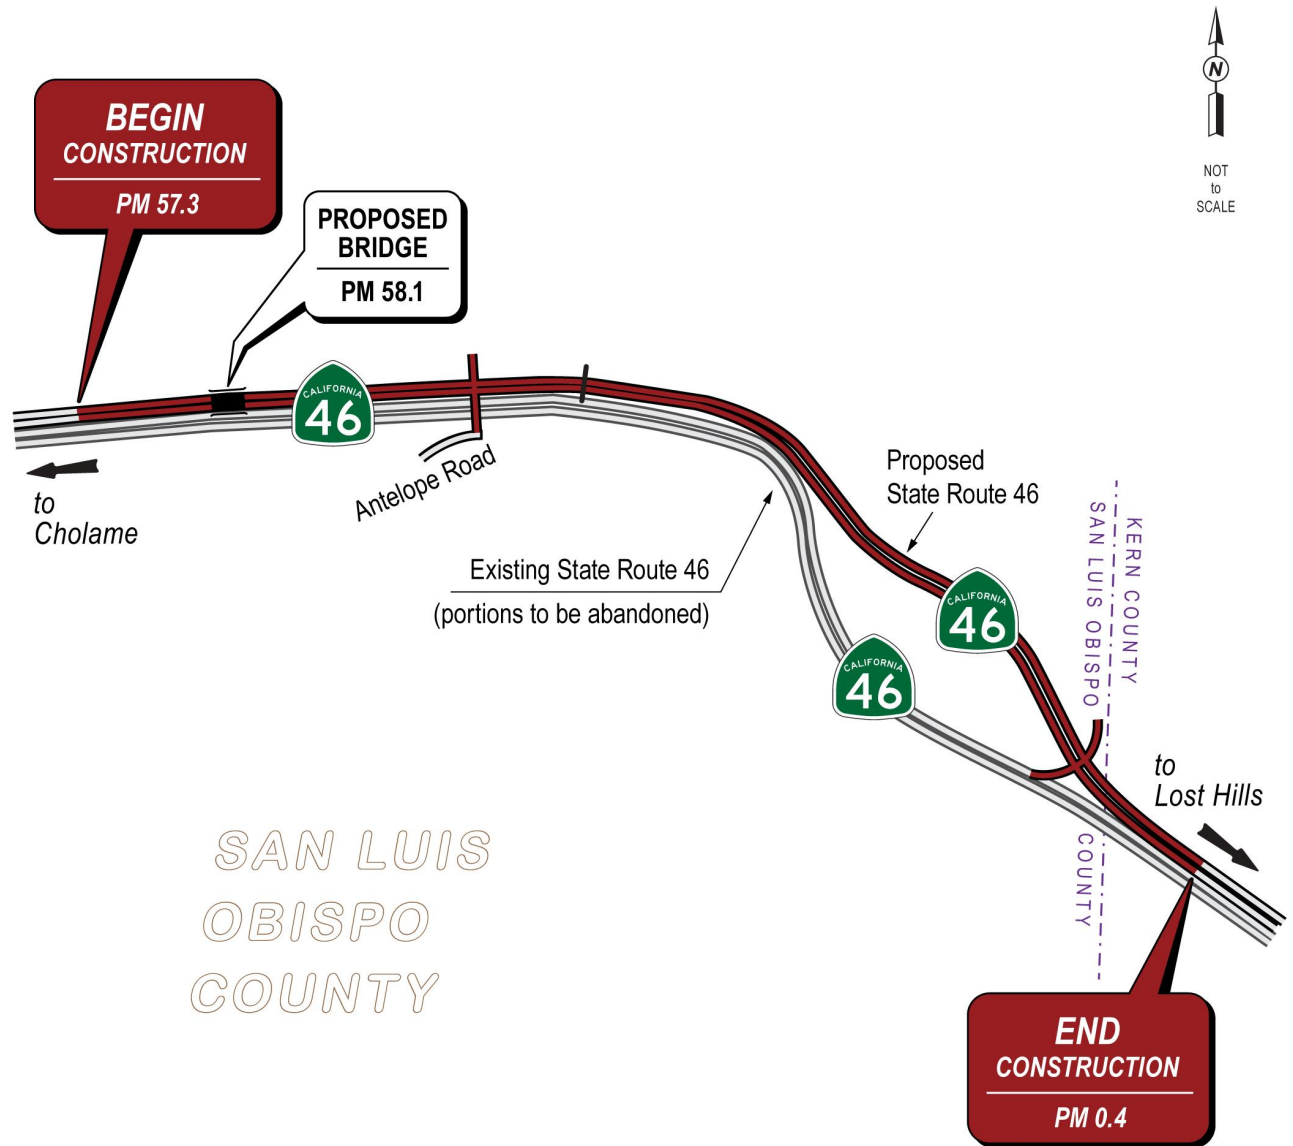 N
NOT
to
SCALE
BEGIN
CONSTRUCTION
PM 57.3
PROPOSED
BRIDGE
PM 58.1
CALIFORNIA
46
to
Cholame
Antelope Road
Existing State Route 46
(portions to be abandoned)
Proposed
State Route 46
CALIFORNIA
46
CALIFORNIA
46
KERN COUNTY
SAN LUIS OBISPO
COUNTY
to
Lost Hills
SAN LUIS
OBISPO
COUNTY
END
CONSTRUCTION
PM 0.4